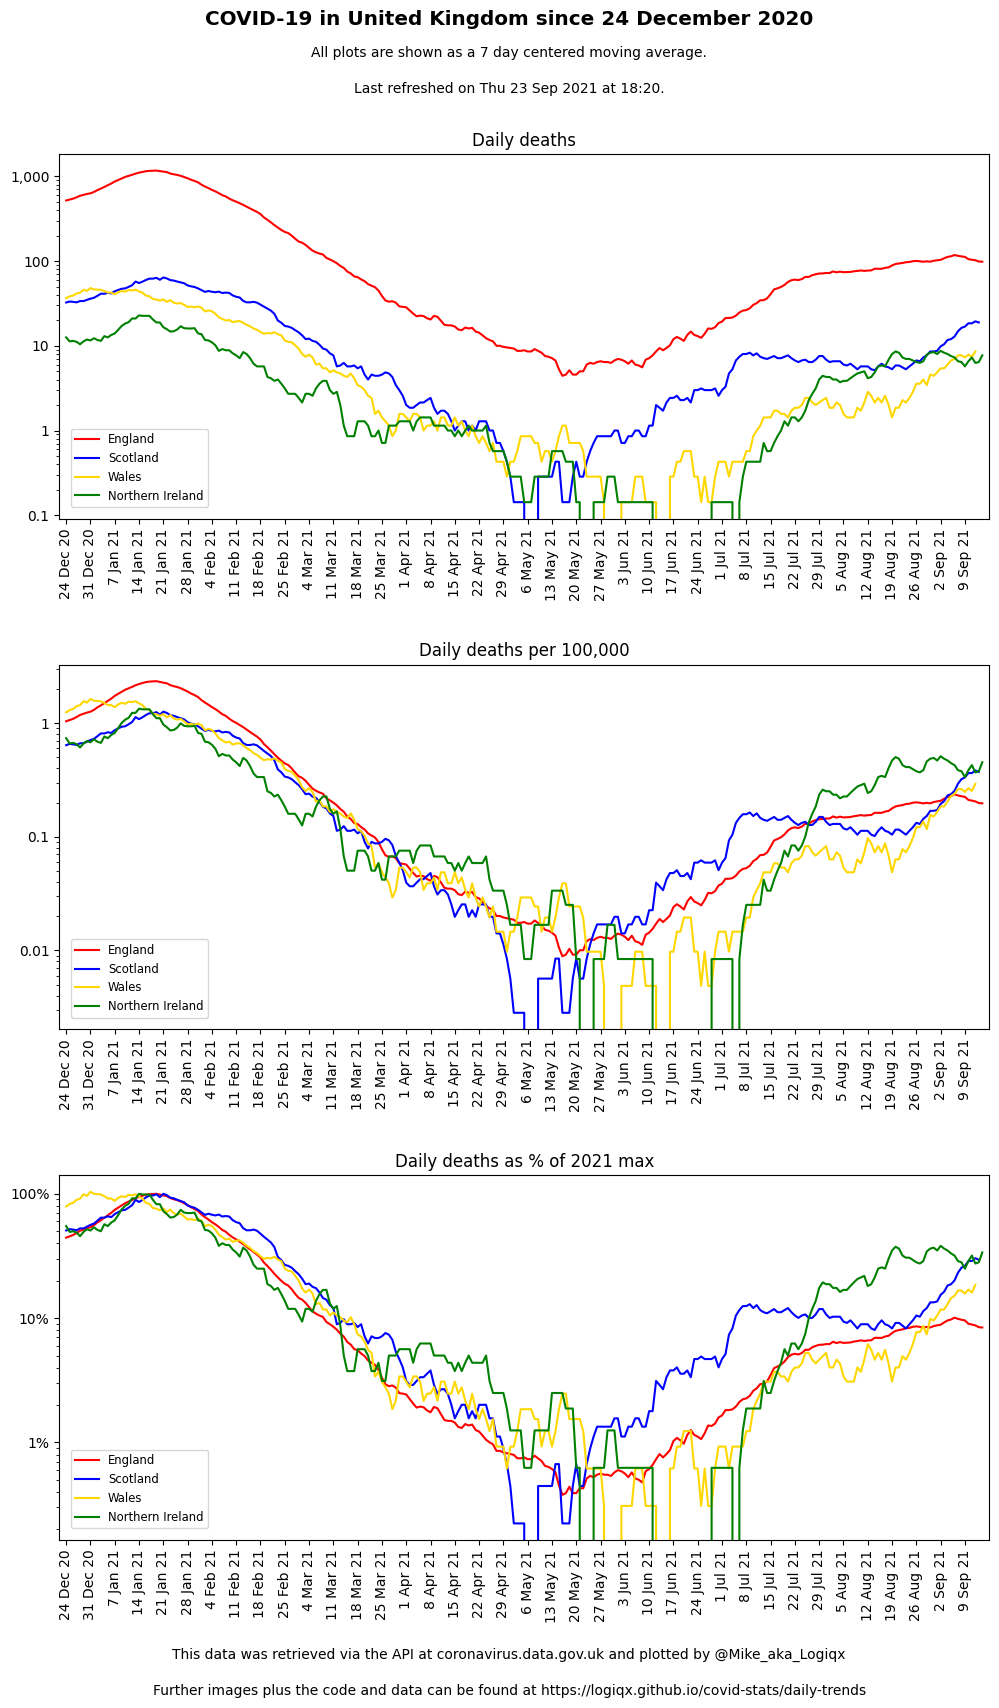 COVID-19 in United Kingdom since 24 December 2020
All plots are shown as a 7 day centered moving average.
Last refreshed on Thu 23 Sep 2021 at 18:20.
Daily deaths
1,000
100
10
1
0.1
England
Scotland
Wales
Northern Ireland
24 Dec 20
31 Dec 20
7 Jan 21
14 Jan 21
21 Jan 21
28 Jan 21
4 Feb 21
11 Feb 21
18 Feb 21
25 Feb 21
4 Mar 21
11 Mar 21
18 Mar 21
25 Mar 21
1 Apr 21
8 Apr 21
15 Apr 21
22 Apr 21
29 Apr 21
6 May 21
13 May 21
20 May 21
27 May 21
3 Jun 21
10 Jun 21
17 Jun 21
24 Jun 21
1 Jul 21
8 Jul 21
15 Jul 21
22 Jul 21
29 Jul 21
5 Aug 21
12 Aug 21
19 Aug 21
26 Aug 21
2 Sep 21
9 Sep 21
Daily deaths per 100,000
1
0.1
0.01
England
Scotland
Wales
Northern Ireland
24 Dec 20
31 Dec 20
7 Jan 21
14 Jan 21
21 Jan 21
28 Jan 21
4 Feb 21
11 Feb 21
18 Feb 21
25 Feb 21
4 Mar 21
11 Mar 21
18 Mar 21
25 Mar 21
1 Apr 21
8 Apr 21
15 Apr 21
22 Apr 21
29 Apr 21
6 May 21
13 May 21
20 May 21
27 May 21
3 Jun 21
10 Jun 21
17 Jun 21
24 Jun 21
1 Jul 21
8 Jul 21
15 Jul 21
22 Jul 21
29 Jul 21
5 Aug 21
12 Aug 21
19 Aug 21
26 Aug 21
2 Sep 21
9 Sep 21
Daily deaths as % of 2021 max
100%
10%
1%
England
Scotland
Wales
Northern Ireland
24 Dec 20
31 Dec 20
7 Jan 21
14 Jan 21
21 Jan 21
28 Jan 21
4 Feb 21
11 Feb 21
18 Feb 21
25 Feb 21
4 Mar 21
11 Mar 21
18 Mar 21
25 Mar 21
1 Apr 21
8 Apr 21
15 Apr 21
22 Apr 21
29 Apr 21
6 May 21
13 May 21
20 May 21
27 May 21
3 Jun 21
10 Jun 21
17 Jun 21
24 Jun 21
1 Jul 21
8 Jul 21
15 Jul 21
22 Jul 21
29 Jul 21
5 Aug 21
12 Aug 21
19 Aug 21
26 Aug 21
2 Sep 21
9 Sep 21
This data was retrieved via the API at coronavirus.data.gov.uk and plotted by @Mike_aka_Logiqx
Further images plus the code and data can be found at https://logiqx.github.io/covid-stats/daily-trends